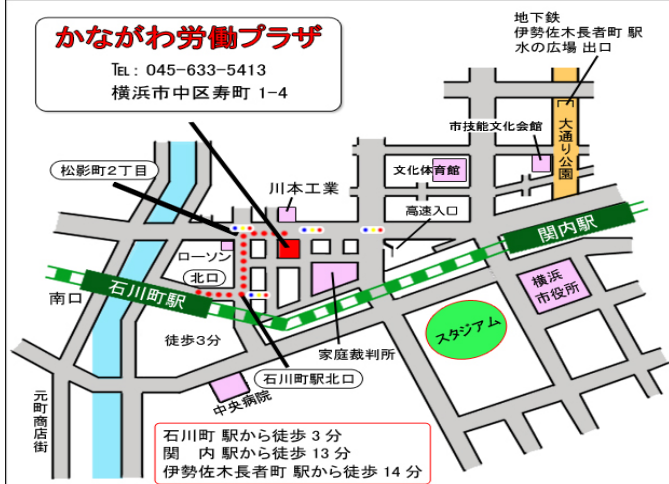 かながわ労働プラザ
TEL: 045-633-5413
横浜市中区寿町 1-4
地下鉄
伊勢佐木長者町 駅
水の広場 出口
大通り公園
市技能文化会館
文化体育館
松影町2丁目
川本工業
高速入口
関内駅
ローソン
北口
石川町駅
南口
横浜
市役所
スタジアム
徒歩3分
家庭裁判所
石川町駅北口
中央病院
元町商店街
石川町 駅から徒歩 3 分
関 内 駅から徒歩 13 分
伊勢佐木長者町 駅から徒歩 14 分